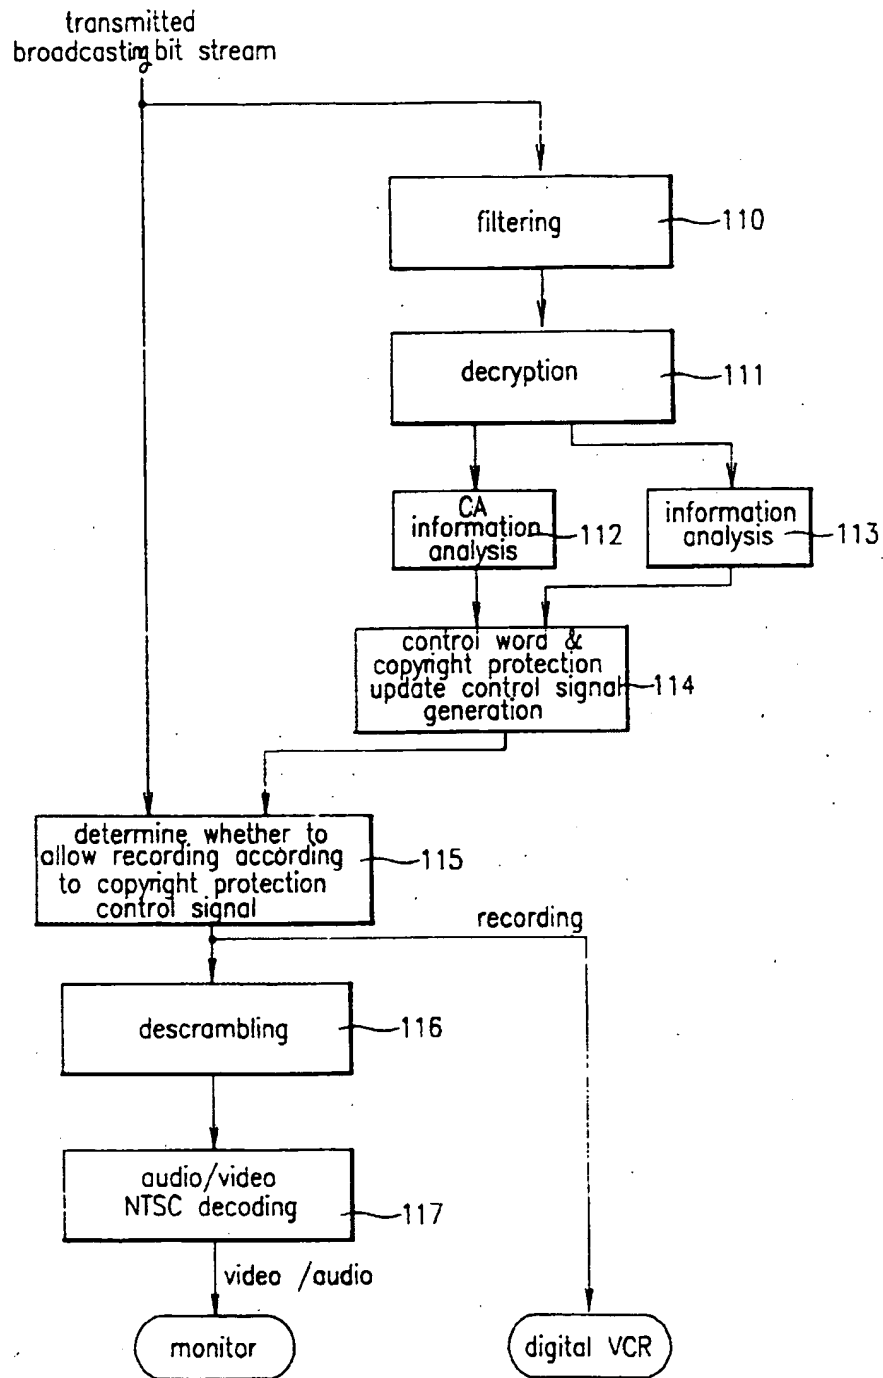 transmitted
broadcasting bit stream
filtering
110
decryption
111
CA
information
analysis
112
information
analysis
113
control word &
copyright protection
update control signal
generation
114
determine whether to
allow recording according
to copyright protection
control signal
115
recording
descrambling
116
audio/video
NTSC decoding
117
video /audio
monitor
digital VCR